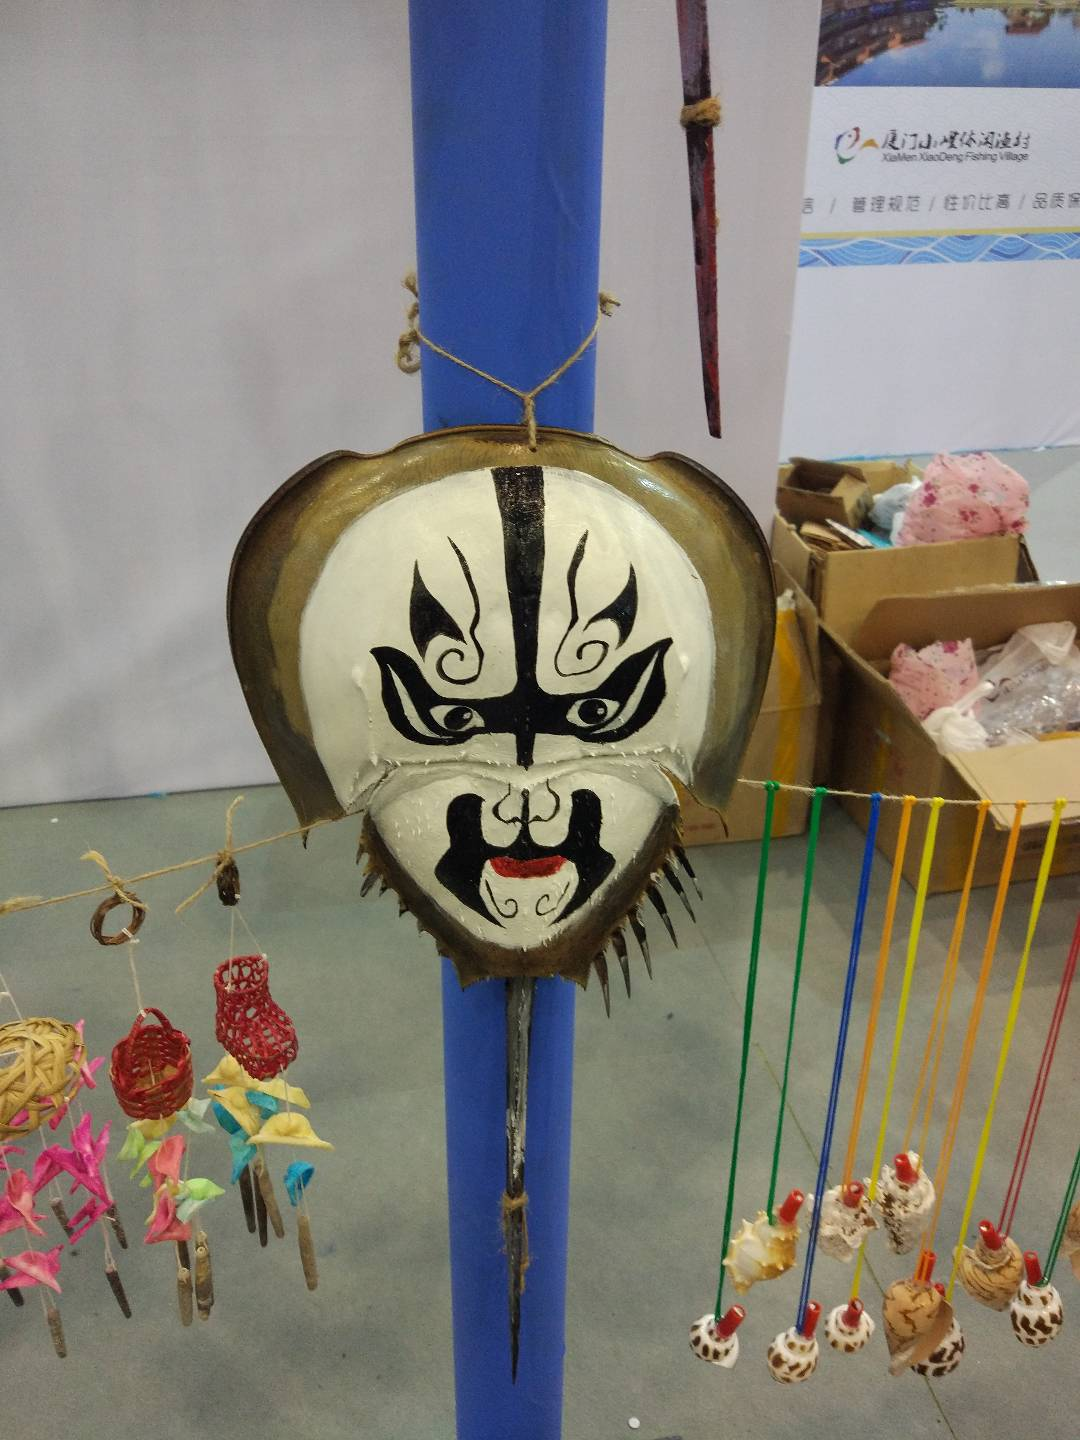 厦门小嶝休闲渔村
XiaMen XiaoDeng Fishing Village
信 / 管理规范 / 性价比高 / 品质保